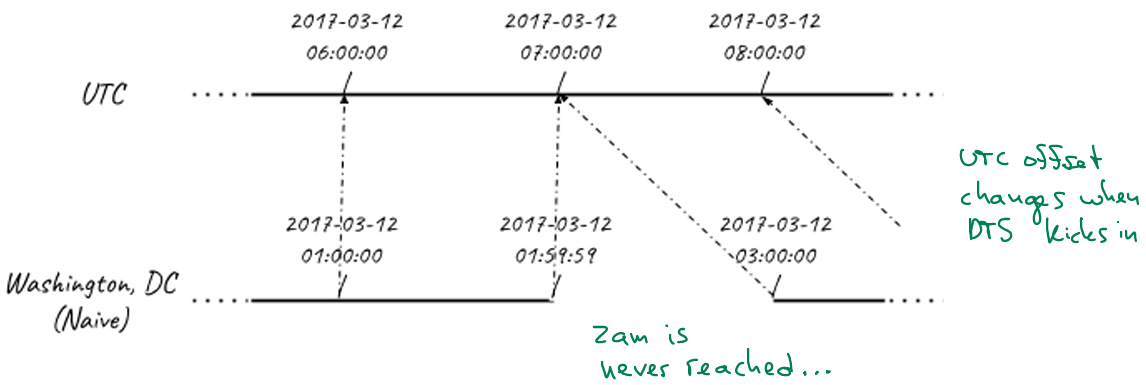 2017-03-12
06:00:00
2017-03-12
07:00:00
2017-03-12
08:00:00
UTC
UTC offset
changes when
DTS kicks in
2017-03-12
01:00:00
2017-03-12
01:59:59
2017-03-12
03:00:00
Washington, DC
(Naive)
2am is
never reached...